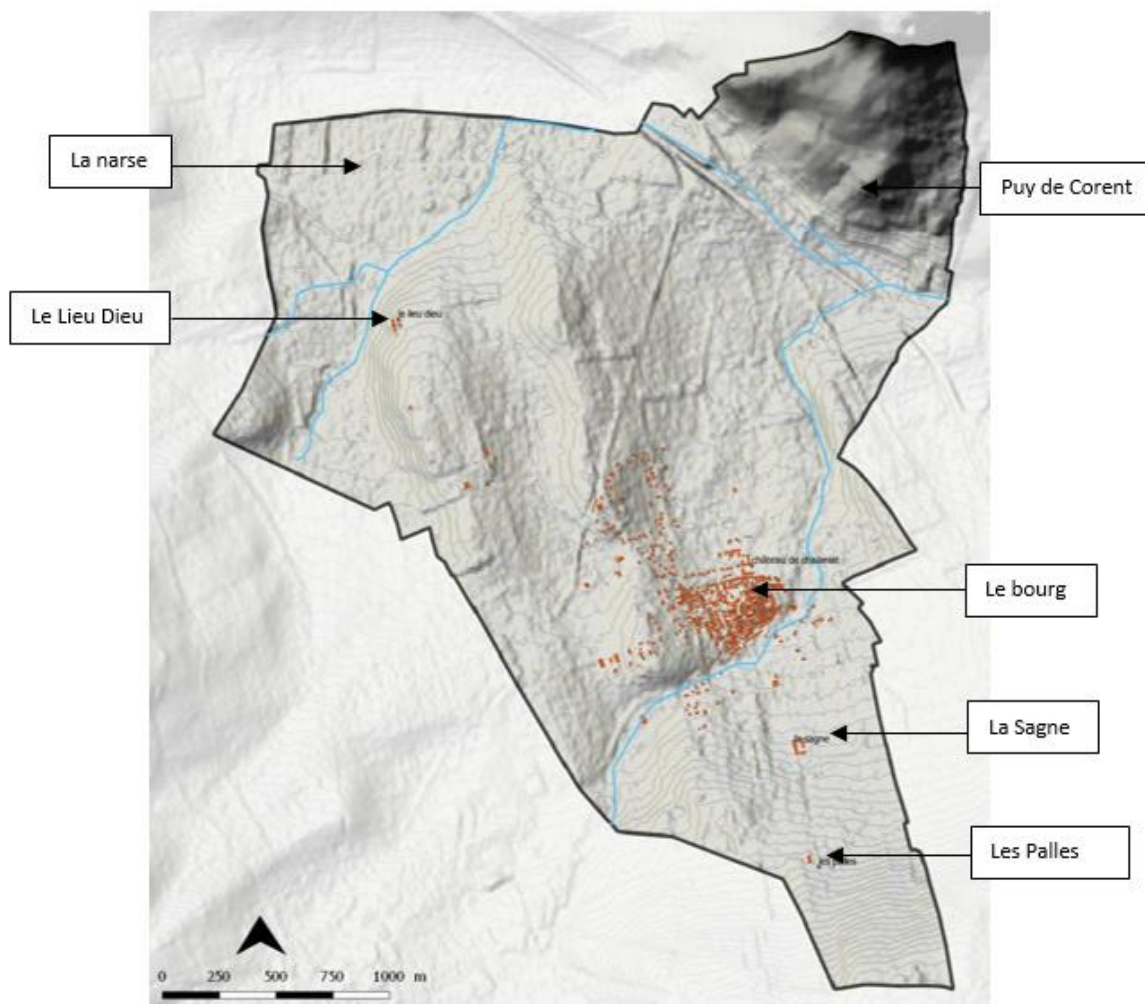 La narse
Puy de Corent
Le Lieu Dieu
le lieu dieu
château de chalendrat
Le bourg
La Sagne
la sagne
Les Palles
les palles
0 250 500 750 1000 m